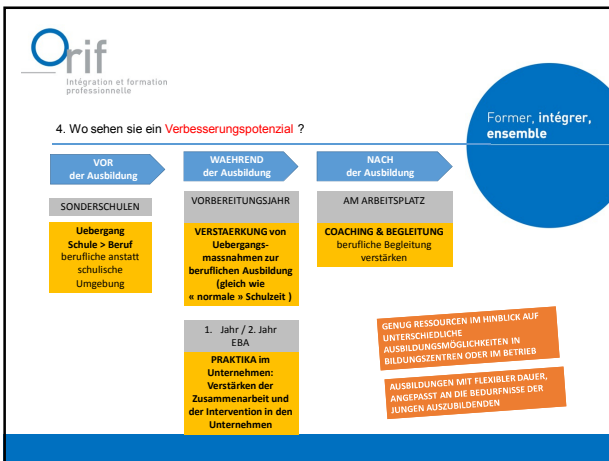 Orif
Intégration et formation
professionnelle
Former, intégrer,
ensemble
4. Wo sehen sie ein Verbesserungspotenzial ?
VOR
der Ausbildung
WAEHREND
der Ausbildung
NACH
der Ausbildung
SONDERSCHULEN
Uebergang
Schule > Beruf
berufliche anstatt
schulische
Umgebung
VORBEREITUNGSJAHR
VERSTAERKUNG von
Uebergangs-
massnahmen zur
beruflichen Ausbildung
(gleich wie
« normale » Schulzeit )
AM ARBEITSPLATZ
COACHING & BEGLEITUNG
berufliche Begleitung
verstärken
1. Jahr / 2. Jahr
EBA
PRAKTIKA im
Unternehmen:
Verstärken der
Zusammenarbeit und
der Intervention in den
Unternehmen
GENUG RESSOURCEN IM HINBLICK AUF
UNTERSCHIEDLICHE
AUSBILDUNGSMÖGLICHKEITEN IN
BILDUNGSZENTREN ODER IM BETRIEB
AUSBILDUNGEN MIT FLEXIBLER DAUER,
ANGEPASST AN DIE BEDURFNISSE DER
JUNGEN AUSZUBILDENDEN